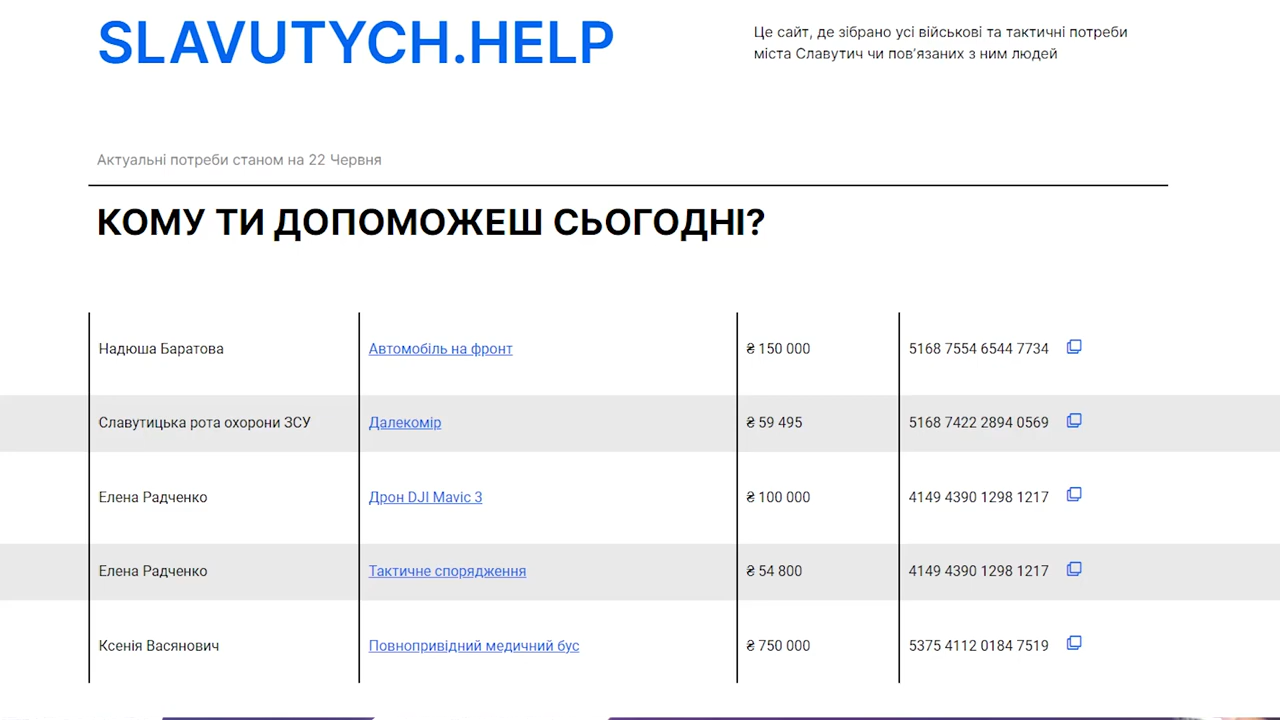 SLAVUTYCH.HELP
Це сайт, де зібрано усі військові та тактичні потреби
міста Славутич чи пов’язаних з ним людей
Актуальні потреби станом на 22 Червня
КОМУ ТИ ДОПОМОЖЕШ СЬОГОДНІ?
Надюша Баратова Автомобіль на фронт ₴ 150 000 5168 7554 6544 7734
Славутицька рота охорони ЗСУ Далекомір ₴ 59 495 5168 7422 2894 0569
Елена Радченко Дрон DJI Mavic 3 ₴ 100 000 4149 4390 1298 1217
Елена Радченко Тактичне спорядження ₴ 54 800 4149 4390 1298 1217
Ксенія Васянович Повнопривідний медичний бус ₴ 750 000 5375 4112 0184 7519